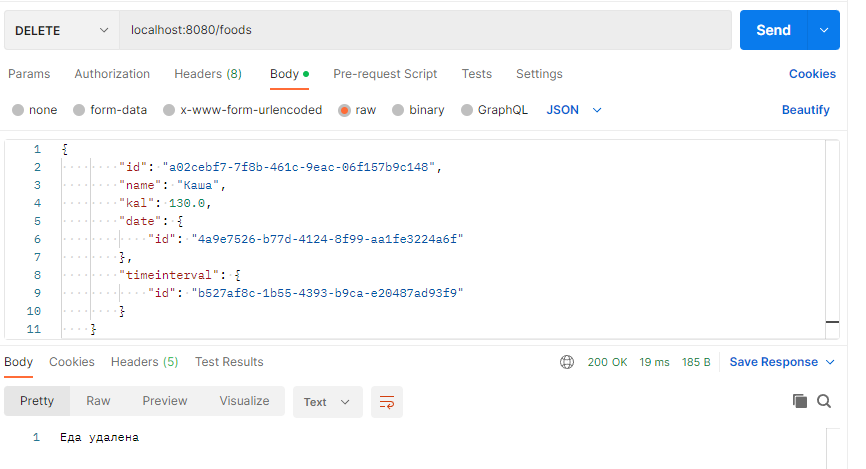 DELETE localhost:8080/foods Send
Params Authorization Headers (8) Body Pre-request Script Tests Settings Cookies
none form-data x-www-form-urlencoded raw binary GraphQL JSON Beautify
1 {
2 "id": "a02cebf7-7f8b-461c-9eac-06f157b9c148",
3 "name": "Каша",
4 "kal": 130.0,
5 "date": {
6 "id": "4a9e7526-b77d-4124-8f99-aa1fe3224a6f"
7 },
8 "timeinterval": {
9 "id": "b527af8c-1b55-4393-b9ca-e20487ad93f9"
10 }
11 }
Body Cookies Headers (5) Test Results 200 OK 19 ms 185 B Save Response
Pretty Raw Preview Visualize Text
1 Еда удалена